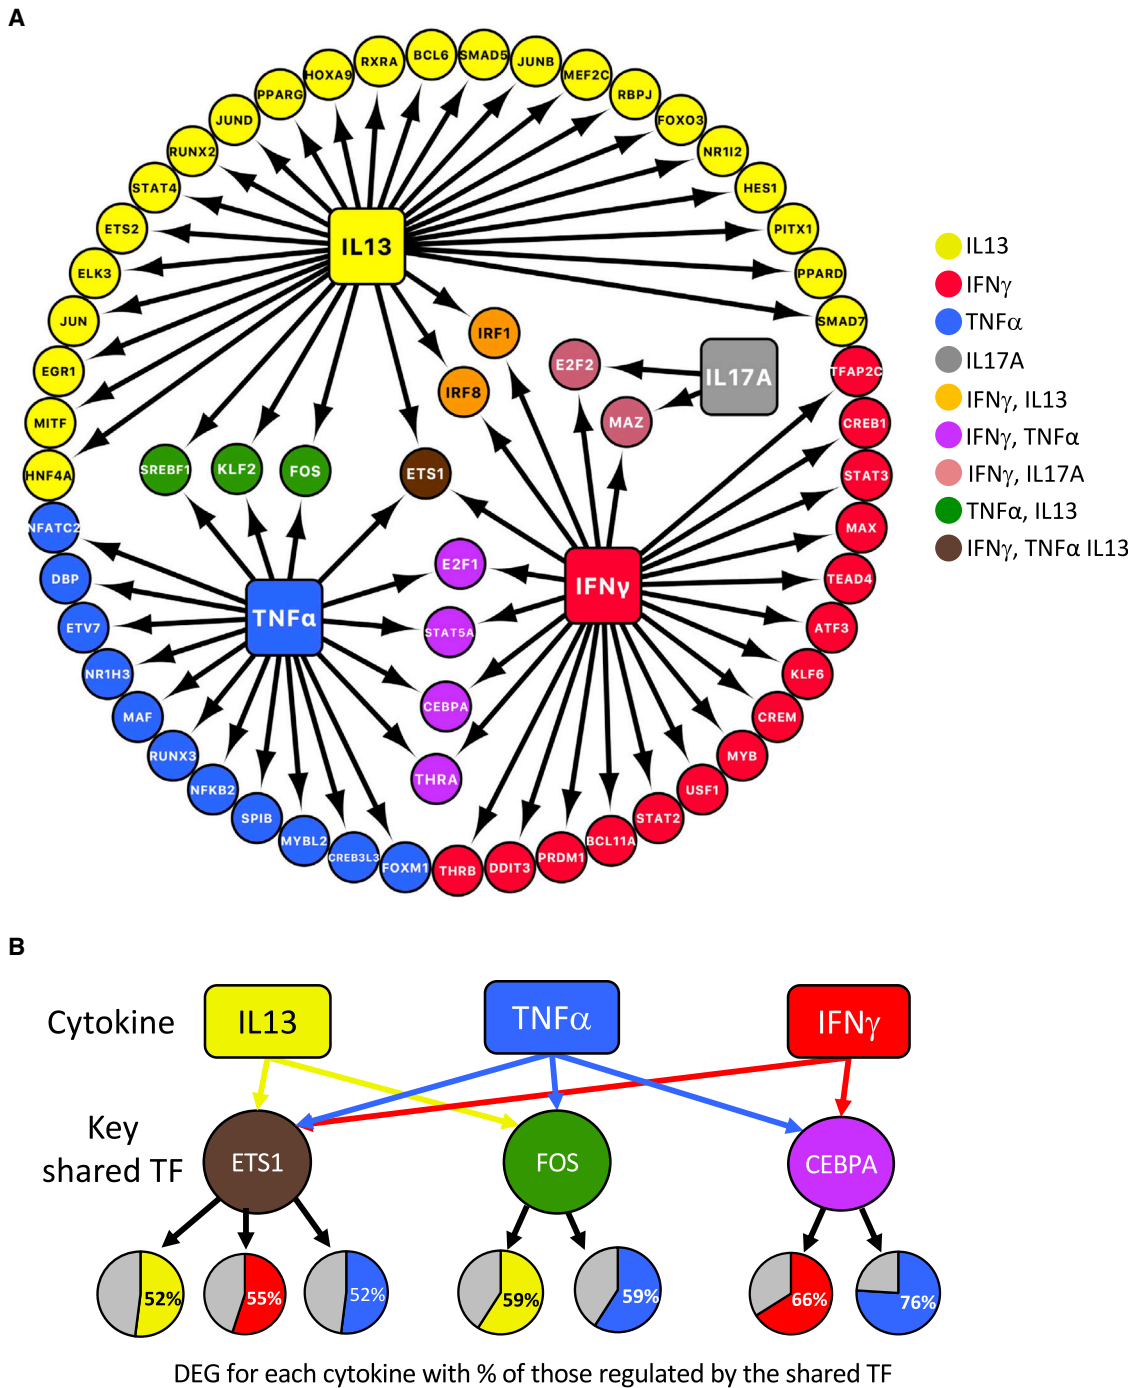 A
BCL6
SMAD5
RXRA
JUNB
HOXA9
MEF2C
PPARG
RBPJ
JUND
FOXO3
RUNX2
NR1I2
STAT4
HES1
ETS2
PITX1
IL13
ELK3
PPARD
JUN
SMAD7
IRF1
E2F2
IL17A
EGR1
TFAP2C
IRF8
MITF
MAZ
CREB1
SREBF1
KLF2
FOS
ETS1
HNF4A
STAT3
NFATC2
MAX
E2F1
DBP
IFNγ
TEAD4
TNFα
ETV7
STAT5A
ATF3
NR1H3
KLF6
CEBPA
MAF
CREM
RUNX3
MYB
THRA
NFKB2
USF1
SPIB
STAT2
MYBL2
BCL11A
CREB3L3
PRDM1
FOXM1
THRB
DDIT3
IL13
IFNγ
TNFα
IL17A
IFNγ, IL13
IFNγ, TNFα
IFNγ, IL17A
TNFα, IL13
IFNγ, TNFα IL13
B
Cytokine
IL13
TNFα
IFNγ
Key
shared TF
ETS1
FOS
CEBPA
52%
55%
52%
59%
59%
66%
76%
DEG for each cytokine with % of those regulated by the shared TF